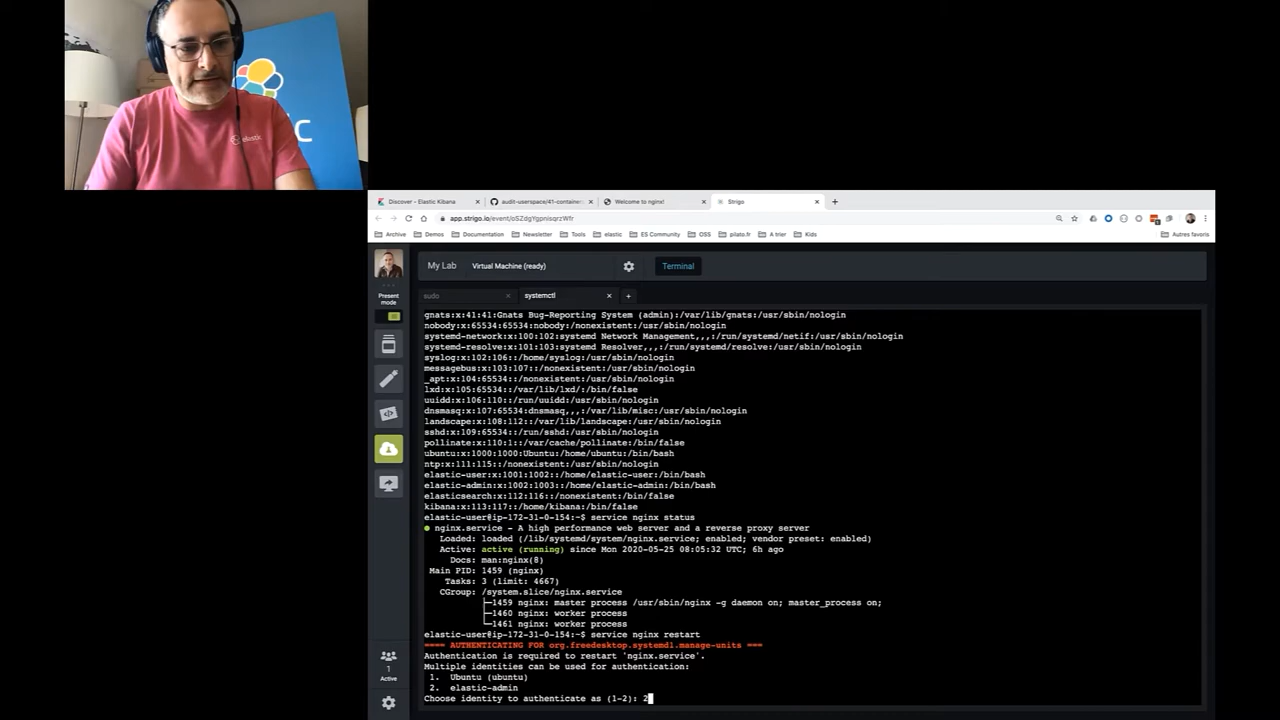 elastic
ic
Discover - Elastic Kibana
audit-userspace/41-container
Welcome to nginx!
Strigo
app.strigo.io/event/
Archive
Demos
Documentation
Newsletter
Tools
elastic
ES Community
OSS
pilato.fr
A trier
Kids
Autres favoris
My Lab
Virtual Machine (ready)
Terminal
Present
mode
sudo
systemctl
gnats:x:41:41:Gnats Bug-Reporting System (admin):/var/lib/gnats:/usr/sbin/nologin
nobody:x:65534:65534:nobody:/nonexistent:/usr/sbin/nologin
systemd-network:x:100:102:systemd Network Management,,,:/run/systemd/netif:/usr/sbin/nologin
systemd-resolve:x:101:103:systemd Resolver,,,:/run/systemd/resolve:/usr/sbin/nologin
syslog:x:102:106::/home/syslog:/usr/sbin/nologin
messagebus:x:103:107::/nonexistent:/usr/sbin/nologin
_apt:x:104:65534::/nonexistent:/usr/sbin/nologin
lxd:x:105:65534::/var/lib/lxd/:/bin/false
uuidd:x:106:110::/run/uuidd:/usr/sbin/nologin
dnsmasq:x:107:65534:dnsmasq,,,:/var/lib/misc:/usr/sbin/nologin
landscape:x:108:112::/var/lib/landscape:/usr/sbin/nologin
sshd:x:109:65534::/run/sshd:/usr/sbin/nologin
pollinate:x:110:1::/var/cache/pollinate:/bin/false
ubuntu:x:1000:1000:Ubuntu:/home/ubuntu:/bin/bash
ntp:x:111:115::/nonexistent:/usr/sbin/nologin
elastic-user:x:1001:1002::/home/elastic-user:/bin/bash
elastic-admin:x:1002:1003::/home/elastic-admin:/bin/bash
elasticsearch:x:112:116::/nonexistent:/bin/false
kibana:x:113:117::/home/kibana:/bin/false
elastic-user@ip-172-31-0-154:~$ service nginx status
● nginx.service - A high performance web server and a reverse proxy server
Loaded: loaded (/lib/systemd/system/nginx.service; enabled; vendor preset: enabled)
Active: active (running) since Mon 2020-05-25 08:05:32 UTC; 6h ago
Docs: man:nginx(8)
Main PID: 1459 (nginx)
Tasks: 3 (limit: 4667)
CGroup: /system.slice/nginx.service
├─1459 nginx: master process /usr/sbin/nginx -g daemon on; master_process on;
├─1460 nginx: worker process
└─1461 nginx: worker process
elastic-user@ip-172-31-0-154:~$ service nginx restart
==== AUTHENTICATING FOR org.freedesktop.systemd1.manage-units ===
Authentication is required to restart 'nginx.service'.
Multiple identities can be used for authentication:
1. Ubuntu (ubuntu)
2. elastic-admin
Choose identity to authenticate as (1-2): 2
1
Active